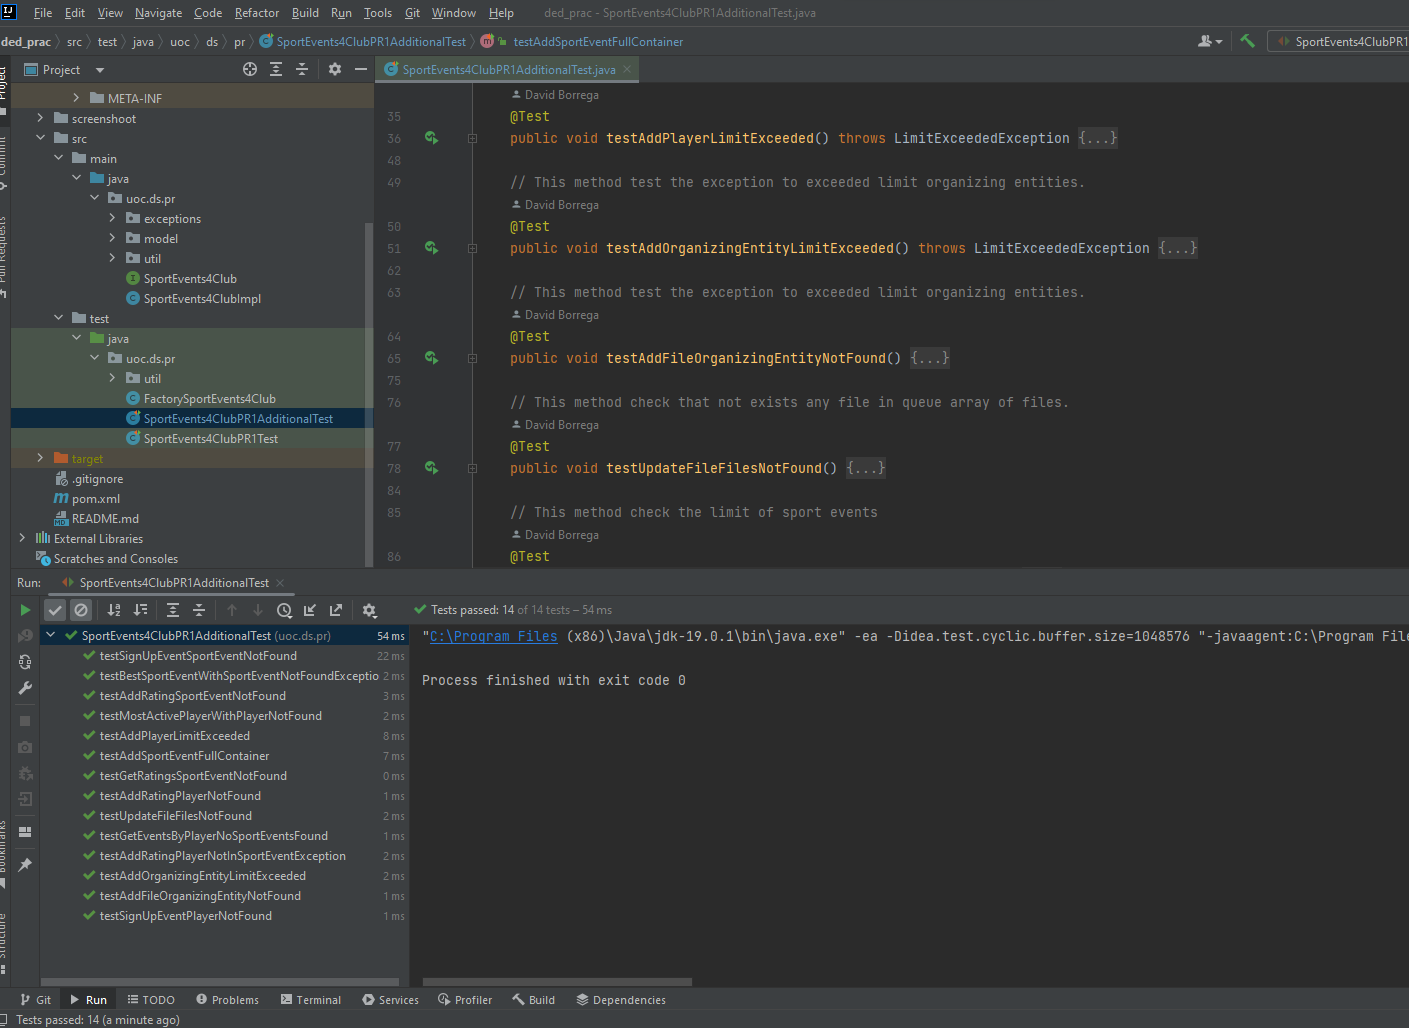 File Edit View Navigate Code Refactor Build Run Tools Git Window Help ded_prac - SportEvents4ClubPR1AdditionalTest.java
ded_prac src test java uoc ds pr SportEvents4ClubPR1AdditionalTest testAddSportEventFullContainer SportEvents4ClubPR1
Project
SportEvents4ClubPR1AdditionalTest.java
META-INF
screenshoot
src
main
java
uoc.ds.pr
exceptions
model
util
SportEvents4Club
SportEvents4ClubImpl
test
java
uoc.ds.pr
util
FactorySportEvents4Club
SportEvents4ClubPR1AdditionalTest
SportEvents4ClubPR1Test
target
.gitignore
pom.xml
README.md
External Libraries
Scratches and Consoles
David Borrega
35 @Test
36 public void testAddPlayerLimitExceeded() throws LimitExceededException {...}
48
49 // This method test the exception to exceeded limit organizing entities.
David Borrega
50 @Test
51 public void testAddOrganizingEntityLimitExceeded() throws LimitExceededException {...}
62
63 // This method test the exception to exceeded limit organizing entities.
David Borrega
64 @Test
65 public void testAddFileOrganizingEntityNotFound() {...}
75
76 // This method check that not exists any file in queue array of files.
David Borrega
77 @Test
78 public void testUpdateFileFilesNotFound() {...}
84
85 // This method check the limit of sport events
David Borrega
86 @Test
Project
Commit
Pull Requests
Bookmarks
Structure
Run: SportEvents4ClubPR1AdditionalTest
Tests passed: 14 of 14 tests – 54 ms
SportEvents4ClubPR1AdditionalTest (uoc.ds.pr) 54 ms
testSignUpEventSportEventNotFound 22 ms
testBestSportEventWithSportEventNotFoundExceptio 2 ms
testAddRatingSportEventNotFound 3 ms
testMostActivePlayerWithPlayerNotFound 2 ms
testAddPlayerLimitExceeded 8 ms
testAddSportEventFullContainer 7 ms
testGetRatingsSportEventNotFound 0 ms
testAddRatingPlayerNotFound 1 ms
testUpdateFileFilesNotFound 2 ms
testGetEventsByPlayerNoSportEventsFound 1 ms
testAddRatingPlayerNotInSportEventException 2 ms
testAddOrganizingEntityLimitExceeded 2 ms
testAddFileOrganizingEntityNotFound 1 ms
testSignUpEventPlayerNotFound 1 ms
"C:\Program Files (x86)\Java\jdk-19.0.1\bin\java.exe" -ea -Didea.test.cyclic.buffer.size=1048576 "-javaagent:C:\Program File
Process finished with exit code 0
Git Run TODO Problems Terminal Services Profiler Build Dependencies
Tests passed: 14 (a minute ago)